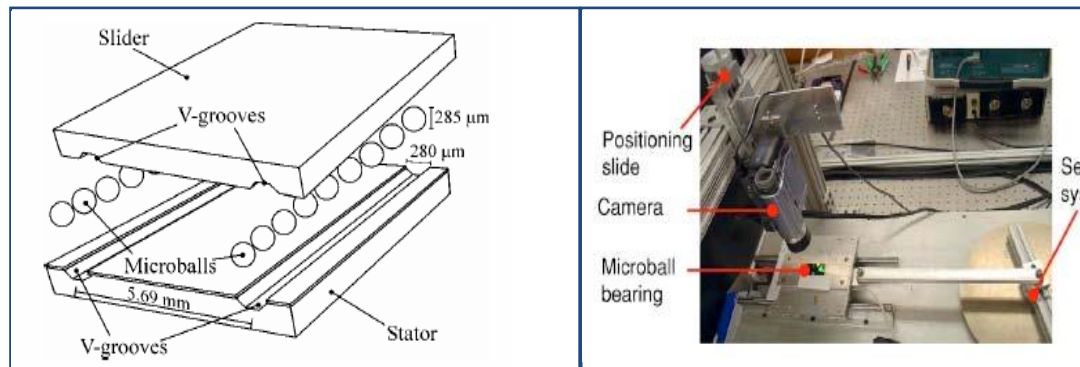 Slider
V-grooves
285 μm
280 μm
Microballs
5.69 mm
V-grooves
Stator
Positioning
slide
Camera
Microball
bearing